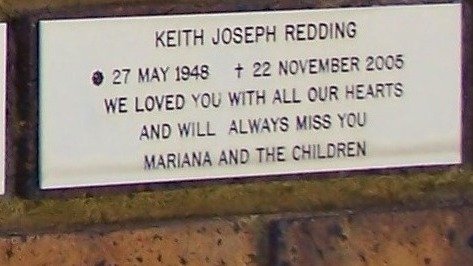 KEITH JOSEPH REDDING
27 MAY 1948 † 22 NOVEMBER 2005
WE LOVED YOU WITH ALL OUR HEARTS
AND WILL ALWAYS MISS YOU
MARIANA AND THE CHILDREN